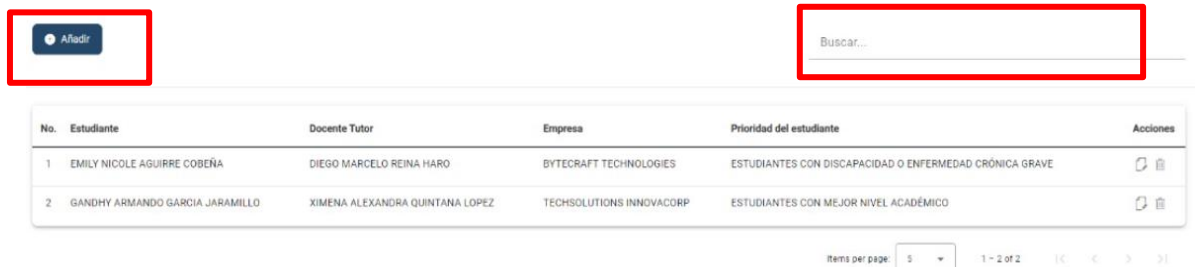 Añadir
Buscar...
No. Estudiante Docente Tutor Empresa Prioridad del estudiante Acciones
1 EMILY NICOLE AGUIRRE COBEÑA DIEGO MARCELO REINA HARO BYTECRAFT TECHNOLOGIES ESTUDIANTES CON DISCAPACIDAD O ENFERMEDAD CRÓNICA GRAVE
2 GANDHY ARMANDO GARCIA JARAMILLO XIMENA ALEXANDRA QUINTANA LOPEZ TECHSOLUTIONS INNOVACORP ESTUDIANTES CON MEJOR NIVEL ACADÉMICO
Items per page: 5 1 – 2 of 2